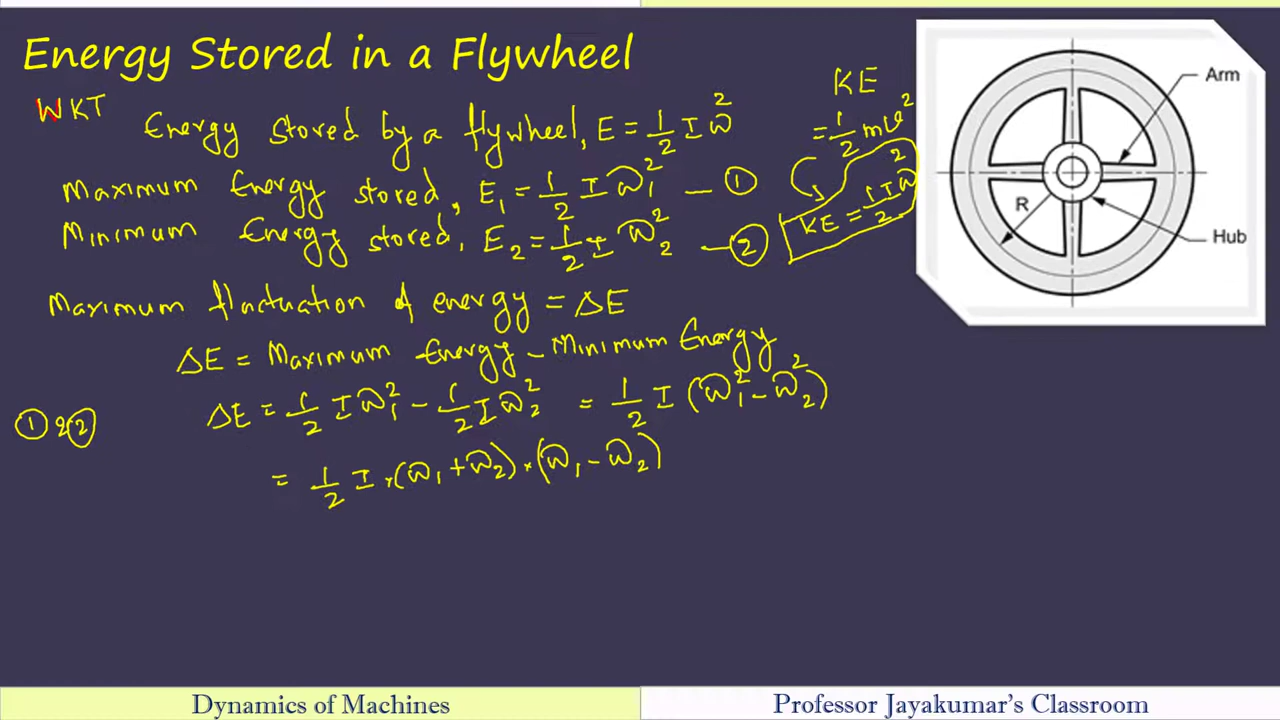 Energy Stored in a Flywheel
WKT
Energy stored by a flywheel, E = 1/2 I ω²
Maximum Energy stored, E₁ = 1/2 I ω₁² — ①
Minimum Energy stored, E₂ = 1/2 I ω₂² — ②
Maximum fluctuation of energy = ΔE
ΔE = Maximum Energy - Minimum Energy
① & ② ΔE = 1/2 I ω₁² - 1/2 I ω₂² = 1/2 I (ω₁² - ω₂²)
= 1/2 I × (ω₁ + ω₂) × (ω₁ - ω₂)
KE
= 1/2 mv²
KE = 1/2 I ω²
Arm
R
Hub
Dynamics of Machines
Professor Jayakumar's Classroom